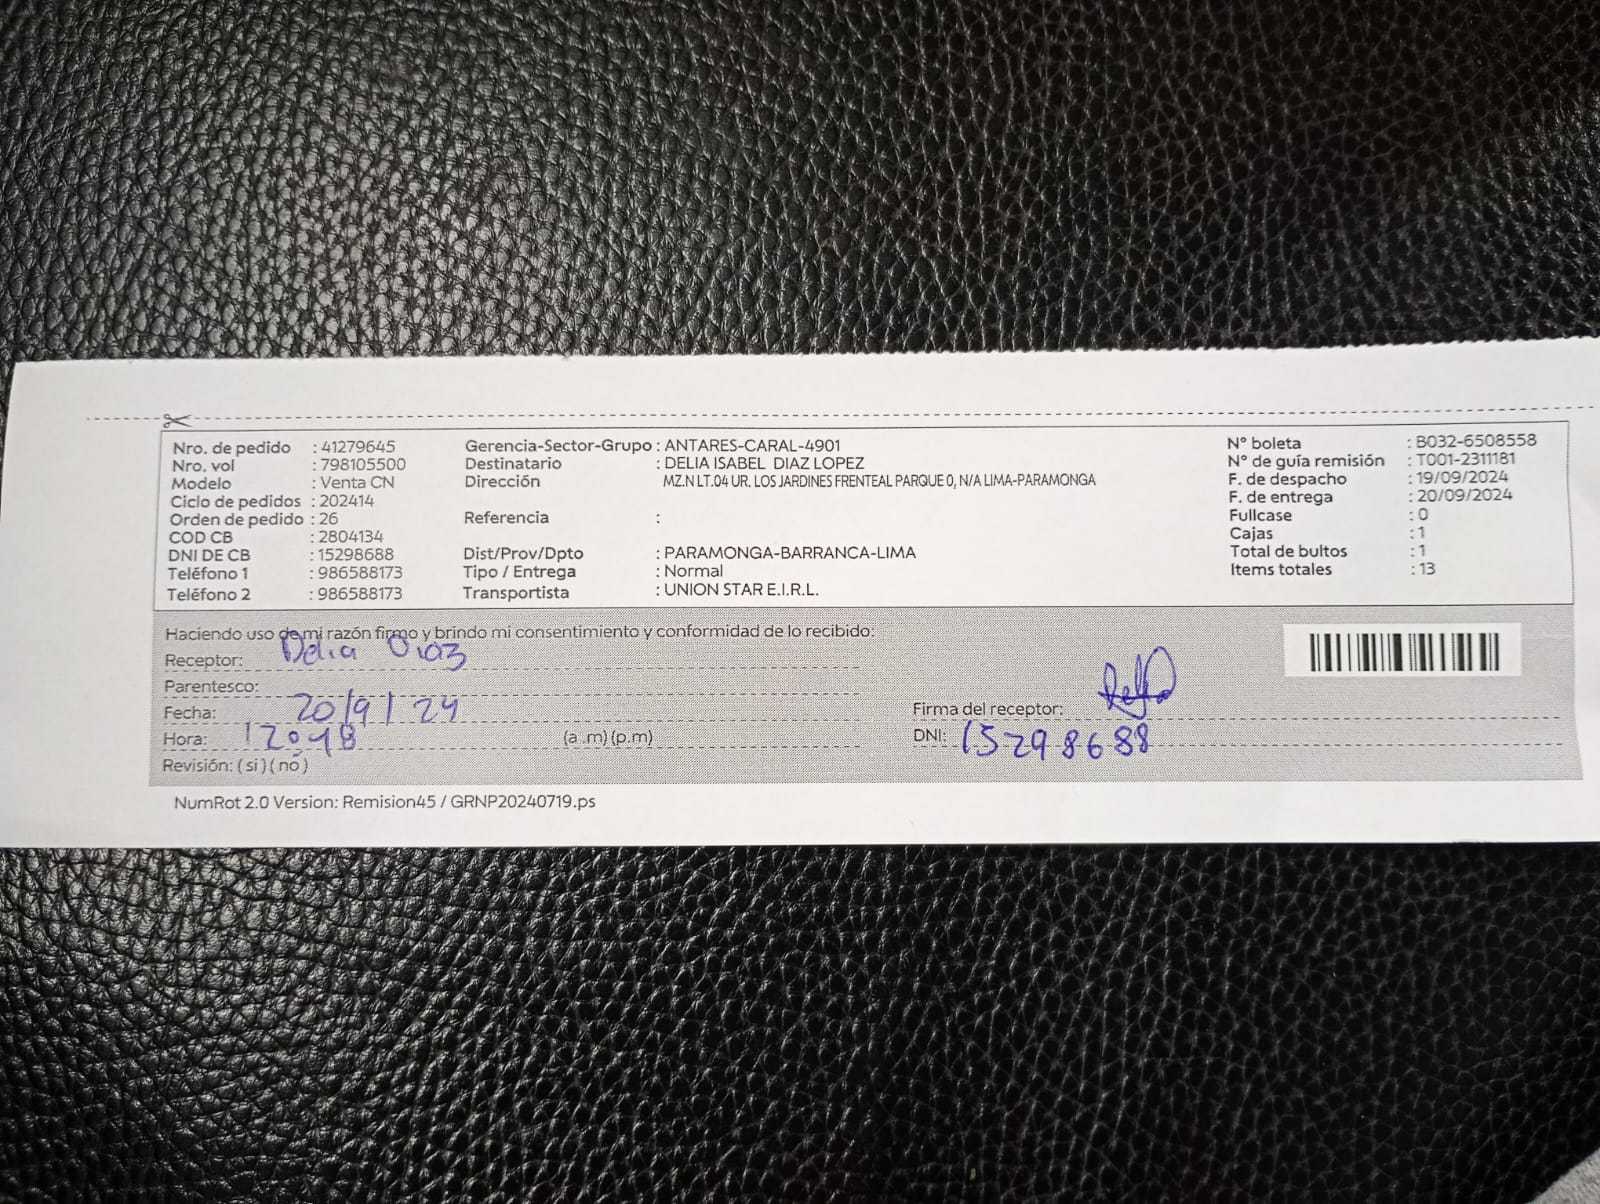 Nro. de pedido : 41279645
Nro. vol : 798105500
Modelo : Venta CN
Ciclo de pedidos : 202414
Orden de pedido : 26
COD CB : 2804134
DNI DE CB : 15298688
Teléfono 1 : 986588173
Teléfono 2 : 986588173
Gerencia-Sector-Grupo : ANTARES-CARAL-4901
Destinatario : DELIA ISABEL DIAZ LOPEZ
Dirección MZ.N LT.04 UR. LOS JARDINES FRENTEAL PARQUE 0, N/A LIMA-PARAMONGA
Referencia :
Dist/Prov/Dpto : PARAMONGA-BARRANCA-LIMA
Tipo / Entrega : Normal
Transportista : UNION STAR E.I.R.L.
N° boleta : B032-6508558
N° de guía remisión : T001-2311181
F. de despacho : 19/09/2024
F. de entrega : 20/09/2024
Fullcase : 0
Cajas : 1
Total de bultos : 1
Items totales : 13
Haciendo uso de mi razón firmo y brindo mi consentimiento y conformidad de lo recibido:
Receptor: Delia Diaz
Parentesco:
Fecha: 20/9/24
Hora: 12:48 (a .m) (p.m)
Revisión: ( si ) ( no )
Firma del receptor:
DNI: 15298688
NumRot 2.0 Version: Remision45 / GRNP20240719.ps